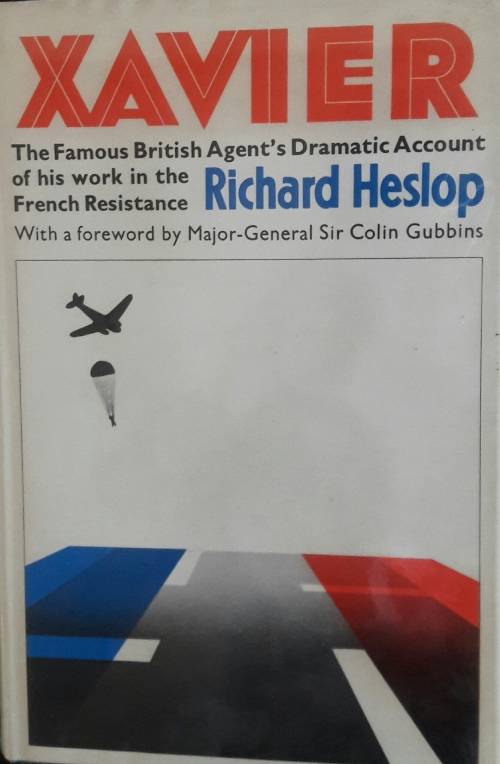 XAVIER
The Famous British Agent's Dramatic Account
of his work in the
French Resistance
Richard Heslop
With a foreword by Major-General Sir Colin Gubbins